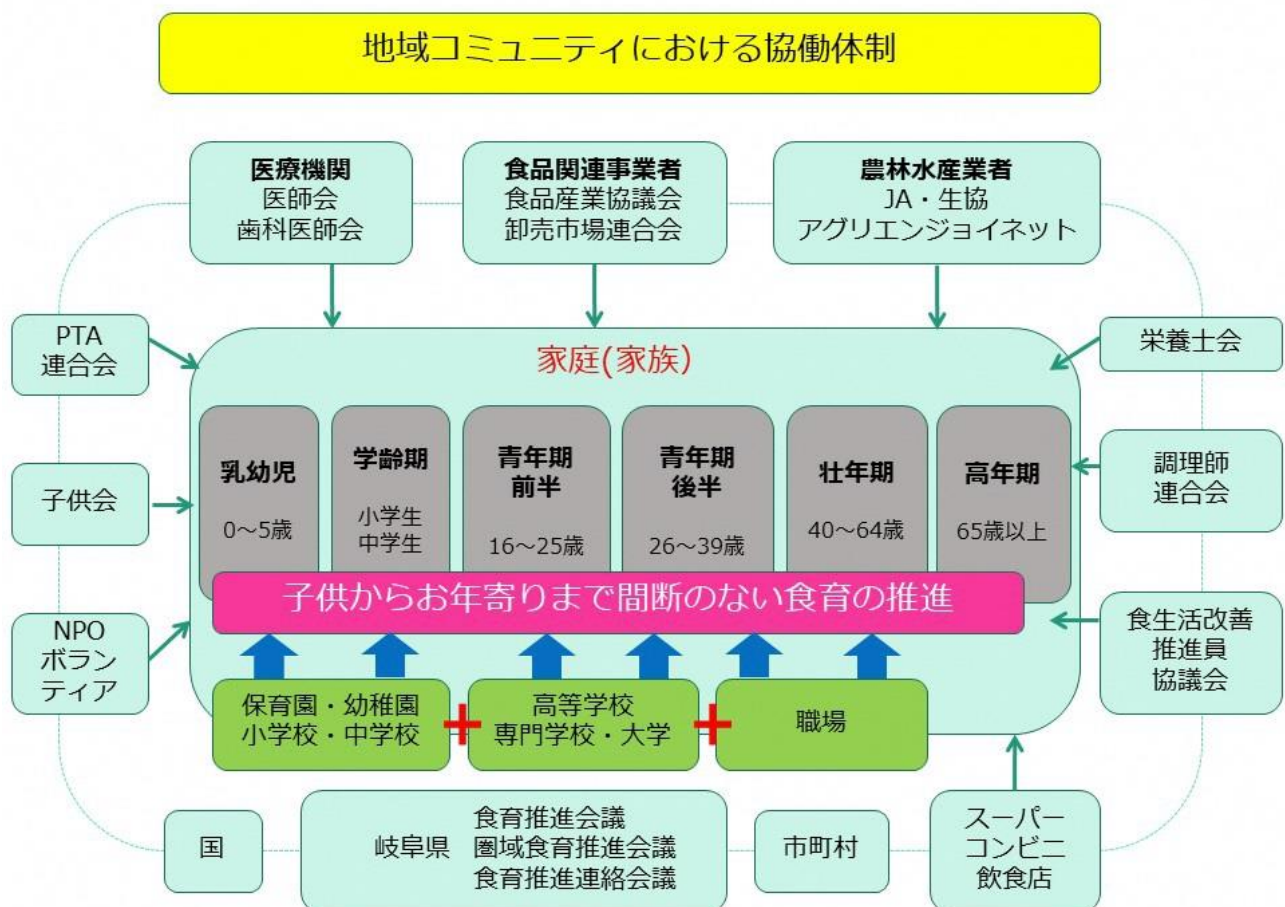 地域コミュニティにおける協働体制
医療機関
医師会
歯科医師会
食品関連事業者
食品産業協議会
卸売市場連合会
農林水産業者
JA・生協
アグリエンジョイネット
PTA
連合会
子供会
NPO
ボラン
ティア
家庭(家族)
乳幼児
0～5歳
学齢期
小学生
中学生
青年期
前半
16～25歳
青年期
後半
26～39歳
壮年期
40～64歳
高年期
65歳以上
子供からお年寄りまで間断のない食育の推進
保育園・幼稚園
小学校・中学校
高等学校
専門学校・大学
職場
栄養士会
調理師
連合会
食生活改善
推進員
協議会
国
食育推進会議
岐阜県 圏域食育推進会議
食育推進連絡会議
市町村
スーパー
コンビニ
飲食店